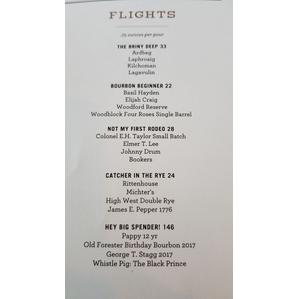 FLIGHTS
.75 ounces per pour
THE BRINY DEEP 33
Ardbag
Laphroaig
Kilchoman
Lagavulin
BOURBON BEGINNER 22
Basil Hayden
Elijah Craig
Woodford Reserve
Woodblock Four Roses Single Barrel
NOT MY FIRST RODEO 28
Colonel E.H. Taylor Small Batch
Elmer T. Lee
Johnny Drum
Bookers
CATCHER IN THE RYE 24
Rittenhouse
Michter's
High West Double Rye
James E. Pepper 1776
HEY BIG SPENDER! 146
Pappy 12 yr
Old Forester Birthday Bourbon 2017
George T. Stagg 2017
Whistle Pig: The Black Prince